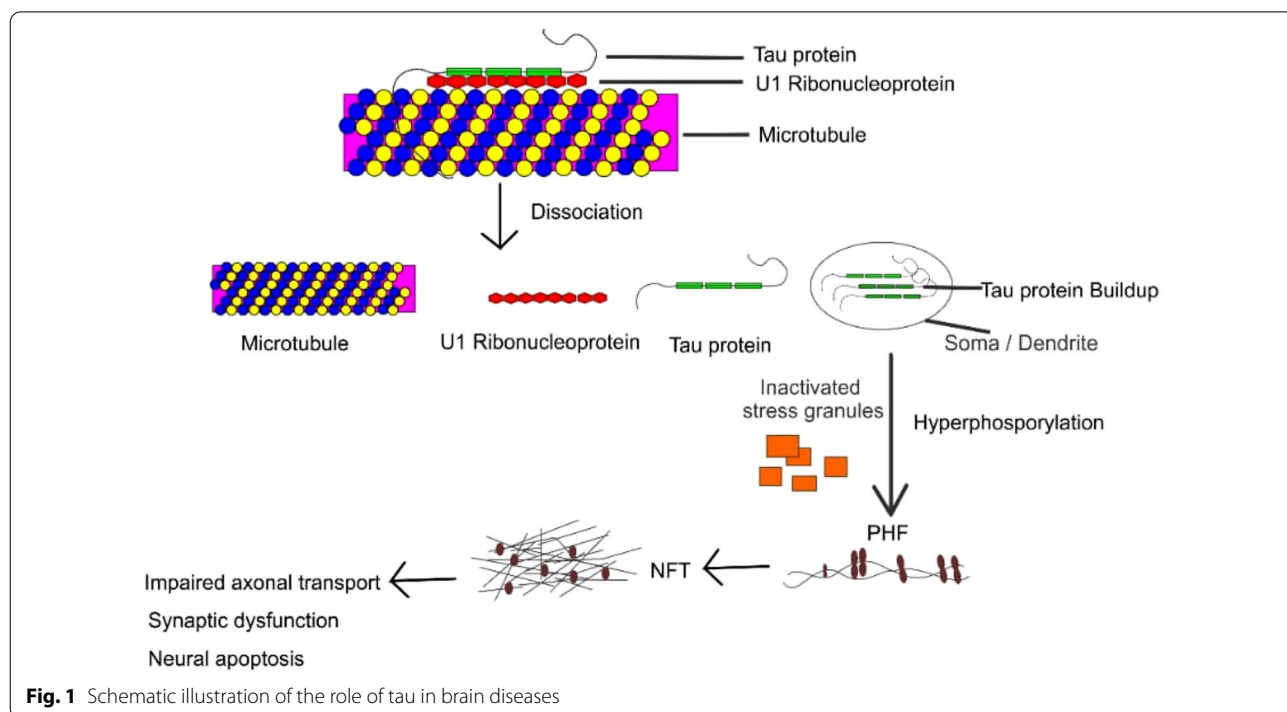 Tau protein
U1 Ribonucleoprotein
Microtubule
Dissociation
Microtubule
U1 Ribonucleoprotein
Tau protein
Tau protein Buildup
Soma / Dendrite
Inactivated
stress granules
Hyperphosporylation
PHF
NFT
Impaired axonal transport
Synaptic dysfunction
Neural apoptosis
Fig. 1 Schematic illustration of the role of tau in brain diseases